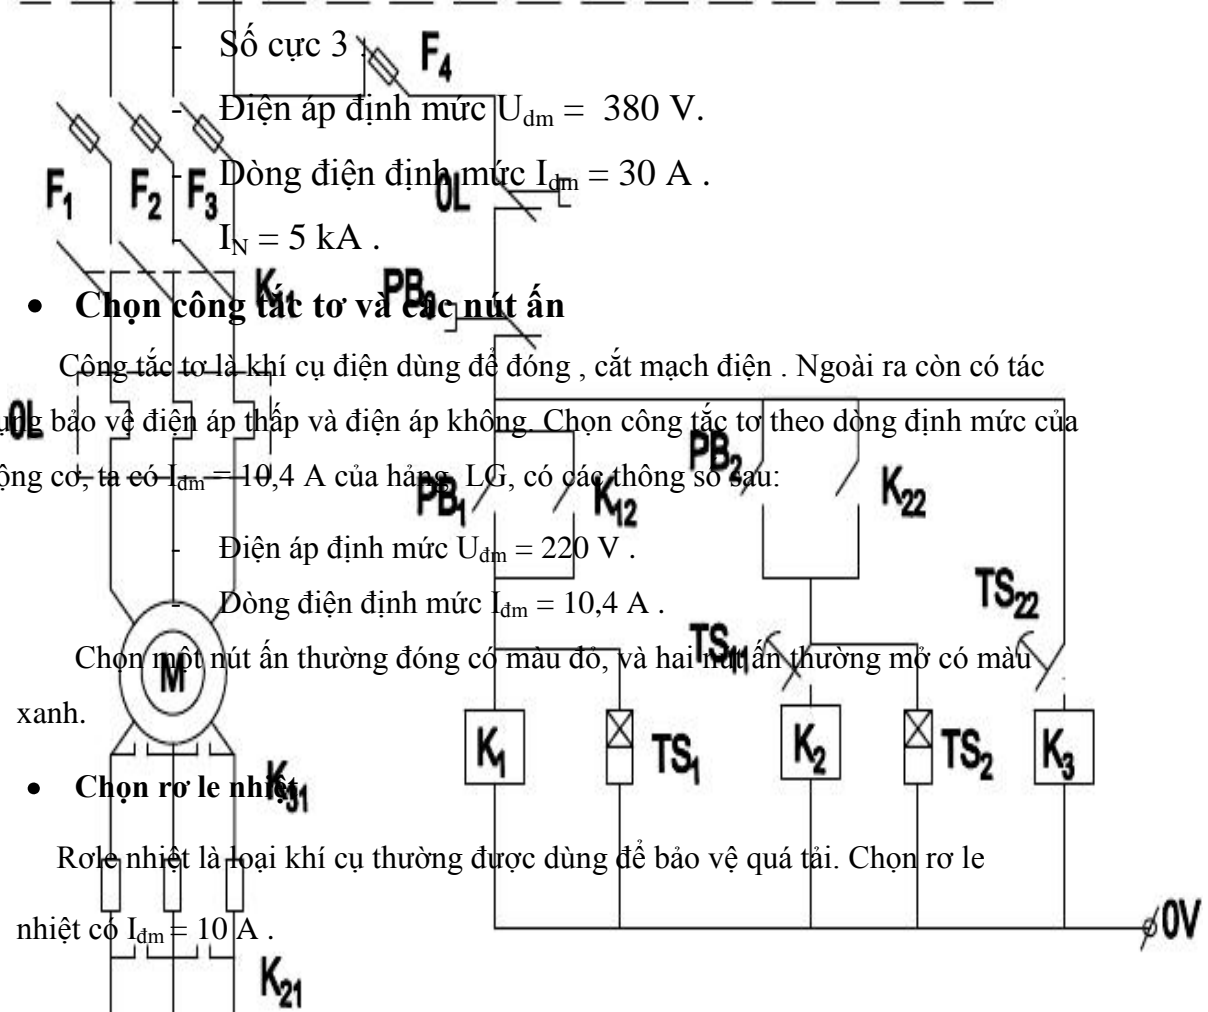 - Số cực 3 .
F4
- Điện áp định mức Udm = 380 V.
- Dòng điện định mức Idm = 30 A .
F1 F2 F3 OL
- IN = 5 kA .
K11 PB0
• Chọn công tắc tơ và các nút ấn
Công tắc tơ là khí cụ điện dùng để đóng , cắt mạch điện . Ngoài ra còn có tác
ụng bảo vệ điện áp thấp và điện áp không. Chọn công tắc tơ theo dòng định mức của
OL
PB2
ộng cơ, ta có Iđm = 10,4 A của hảng LG, có các thông số sau:
PB1 K12 K22
- Điện áp định mức Uđm = 220 V .
TS22
- Dòng điện định mức Iđm = 10,4 A .
TS11
Chọn một nút ấn thường đóng có màu đỏ, và hai nút ấn thường mở có màu
M
xanh.
K1 TS1 K2 TS2 K3
• Chọn rơ le nhiệt
K31
Rơle nhiệt là loại khí cụ thường được dùng để bảo vệ quá tải. Chọn rơ le
nhiệt có Iđm = 10 A .
0V
K21